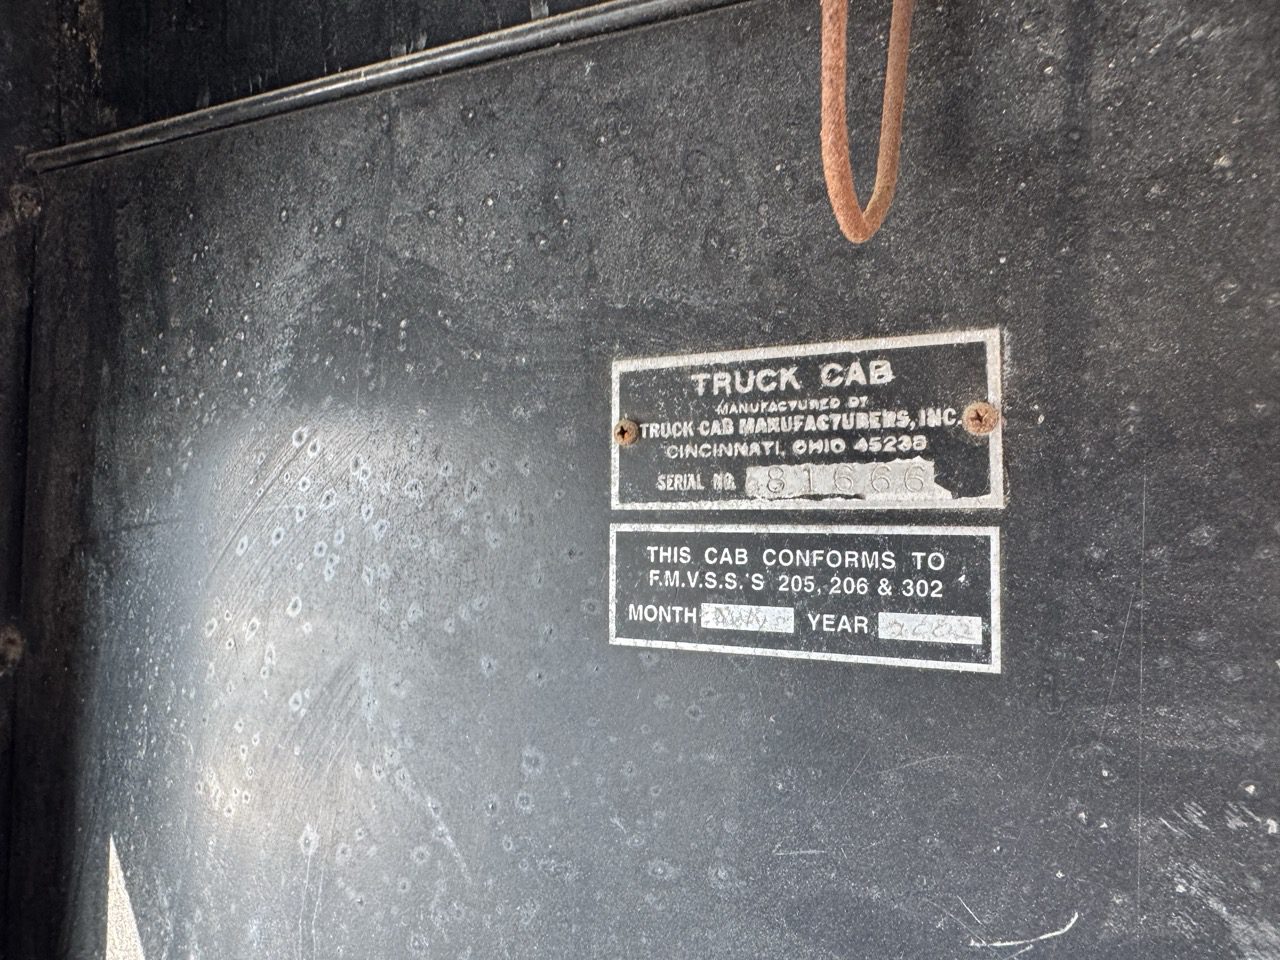 TRUCK CAB
MANUFACTURED BY
TRUCK CAB MANUFACTURERS, INC.
CINCINNATI, OHIO 45238
SERIAL NO. 81666
THIS CAB CONFORMS TO
F.M.V.S.S.'S 205, 206 & 302
MONTH YEAR